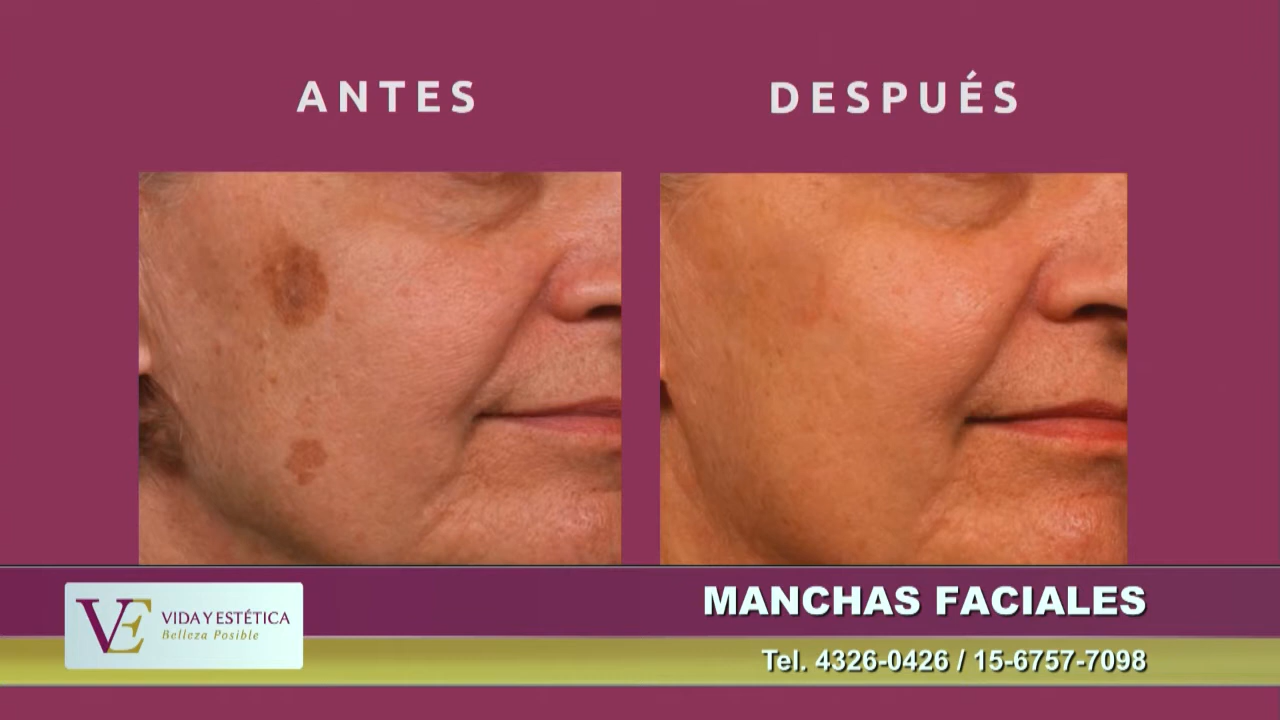 ANTES
DESPUÉS
MANCHAS FACIALES
VE VIDA Y ESTÉTICA
Belleza Posible
Tel. 4326-0426 / 15-6757-7098